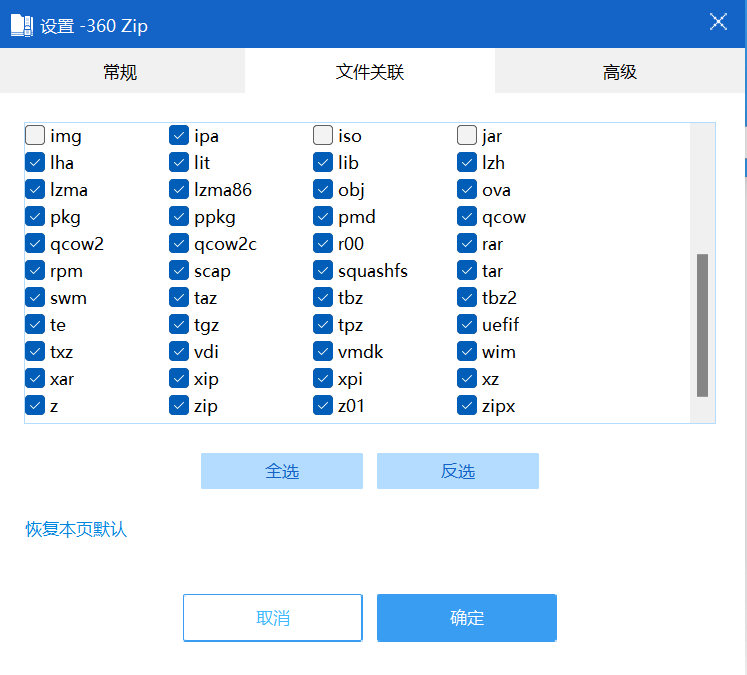 设置 -360 Zip
常规 文件关联 高级
img ipa iso jar
lha lit lib lzh
lzma lzma86 obj ova
pkg ppkg pmd qcow
qcow2 qcow2c r00 rar
rpm scap squashfs tar
swm taz tbz tbz2
te tgz tpz uefif
txz vdi vmdk wim
xar xip xpi xz
z zip z01 zipx
全选 反选
恢复本页默认
取消 确定